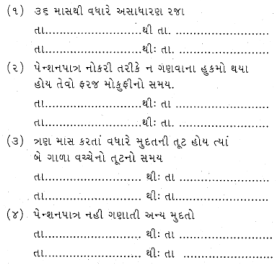 (૧) ૩૬ માસથી વધારે અસાધારણ રજા
તા.....................થી તા. .....................
તા.....................થીઃ તા......................
(૨) પેન્શનપાત્ર નોકરી તરીકે ન ગણવાના હુકમો થયા
હોય તેવો ફરજ મોકુફીનો સમય.
તા.....................થીઃ તા .....................
તા.....................થીઃ તા......................
(૩) ત્રણ માસ કરતાં વધારે મુદતની તૂટ હોય ત્યાં
બે ગાળા વચ્ચેનો તૂટનો સમય
તા.....................થીઃ તા .....................
તા.....................થીઃ તા......................
(૪) પેન્શનપાત્ર નહી ગણાતી અન્ય મુદતો
તા.....................થીઃ તા .....................
તા.....................થીઃ તા .....................